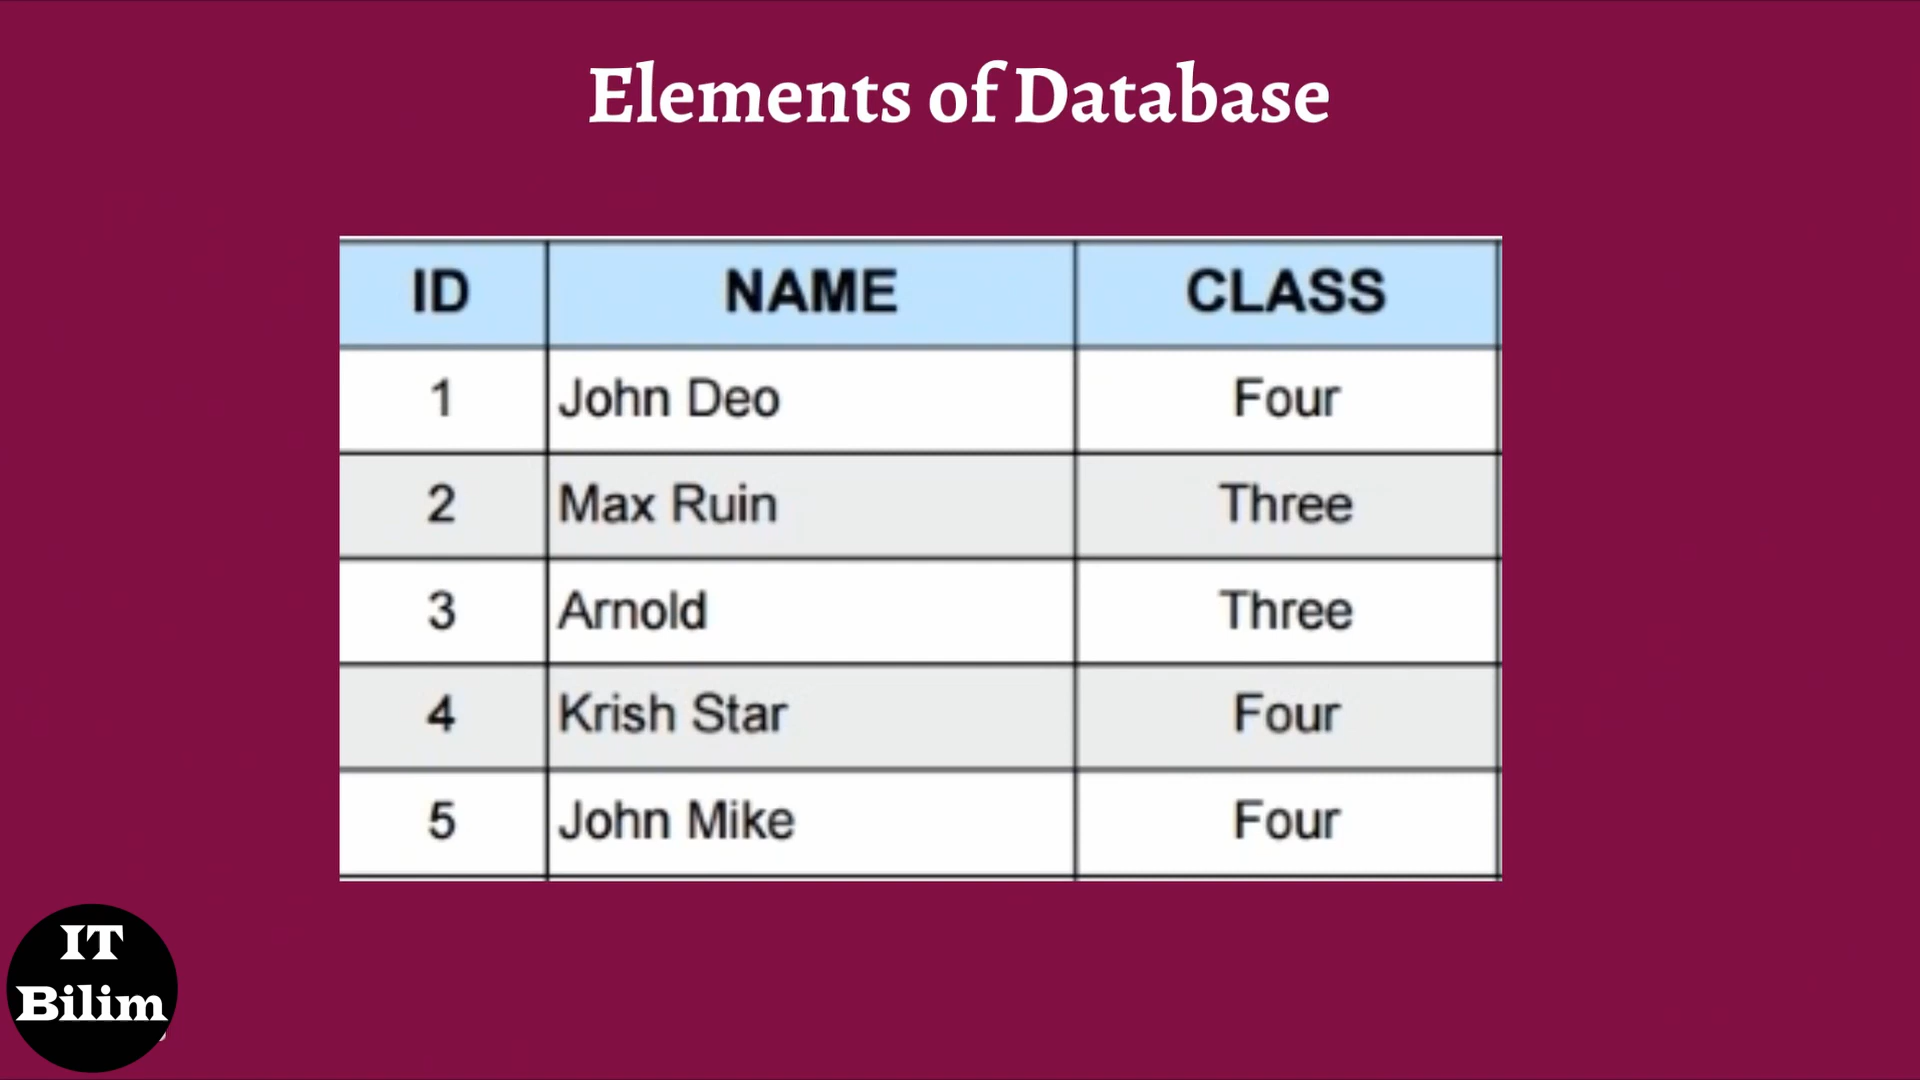 Elements of Database
ID NAME CLASS
1 John Deo Four
2 Max Ruin Three
3 Arnold Three
4 Krish Star Four
5 John Mike Four
IT
Bilim